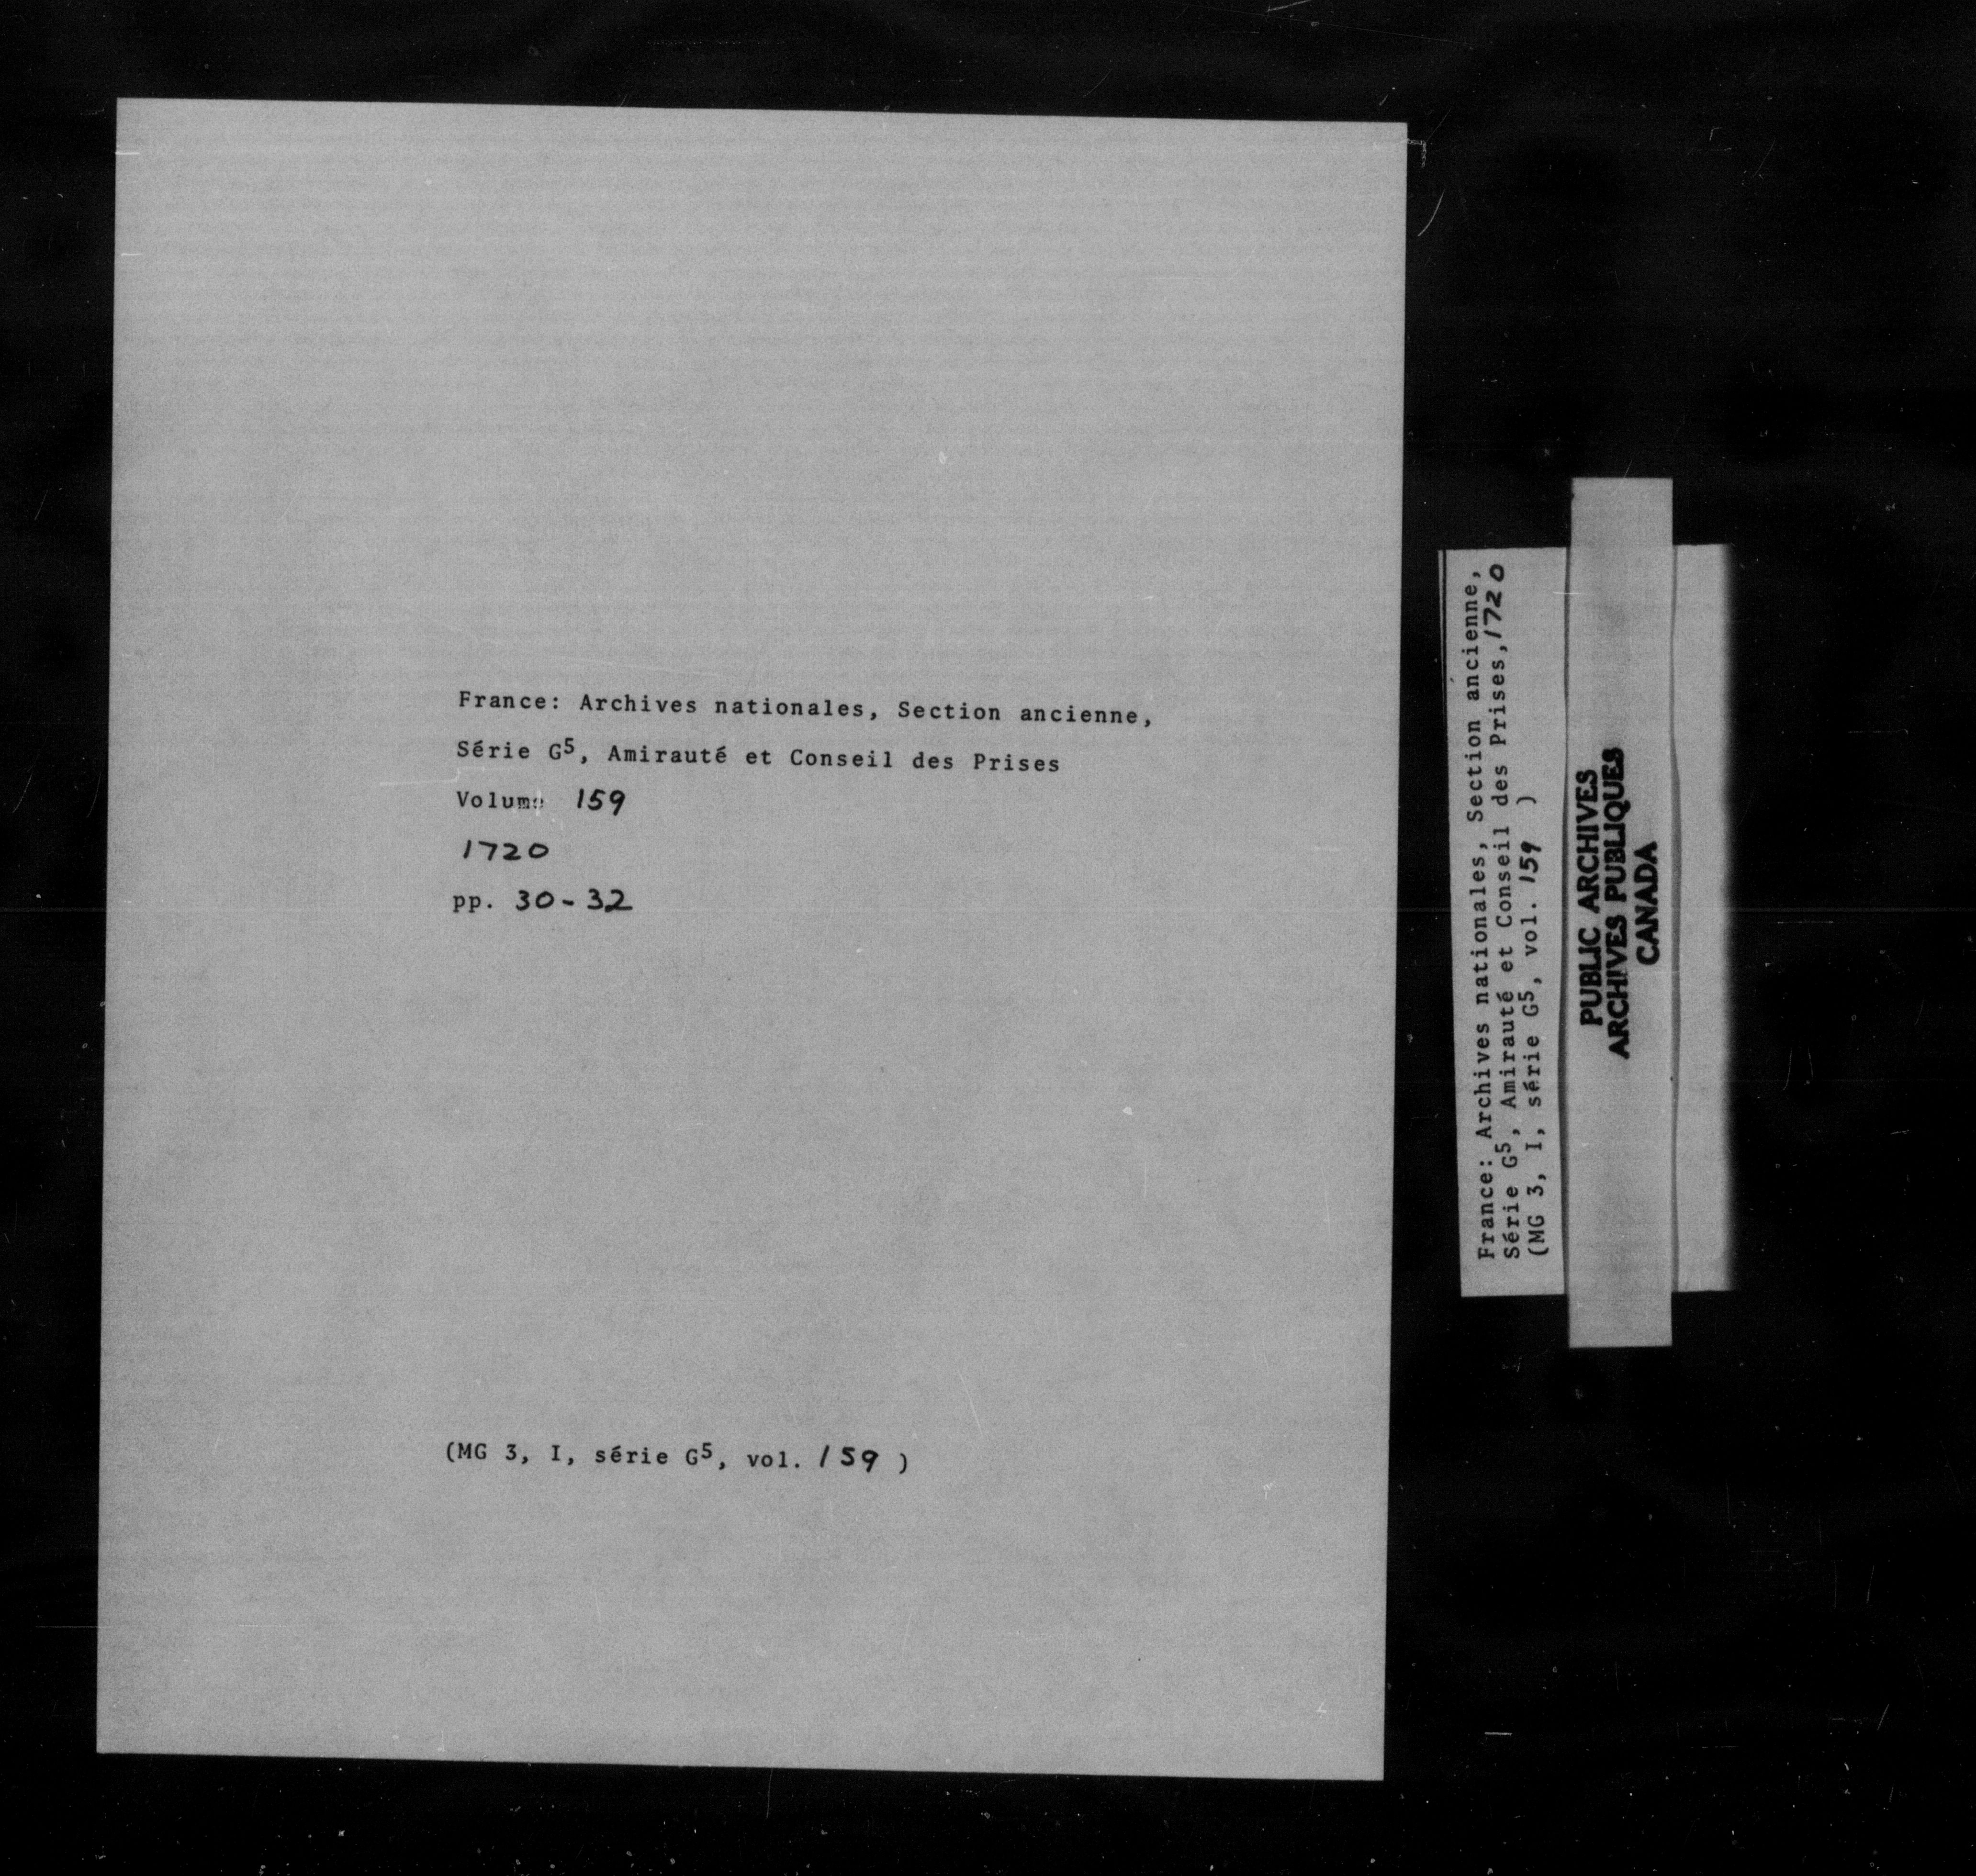 France: Archives nationales, Section ancienne,
Série G⁵, Amirauté et Conseil des Prises
Volume 159
1720
pp. 30-32
(MG 3, I, série G⁵, vol. 159 )
France: Archives nationales, Section ancienne,
Série G⁵, Amirauté et Conseil des Prises, 1720
(MG 3, I, série G⁵, vol. 159 )
PUBLIC ARCHIVES
ARCHIVES PUBLIQUES
CANADA